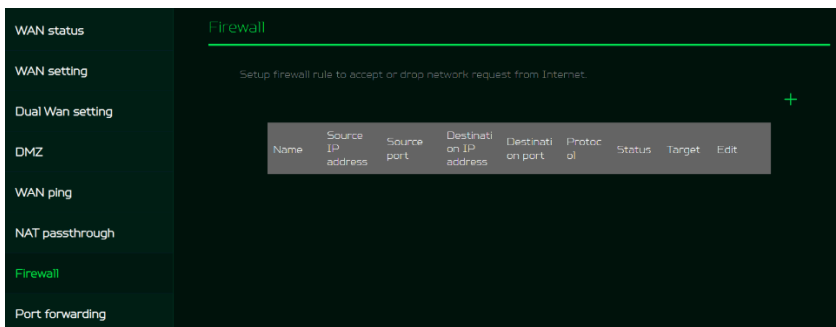 WAN status
WAN setting
Dual Wan setting
DMZ
WAN ping
NAT passthrough
Firewall
Port forwarding
Firewall
Setup firewall rule to accept or drop network request from Internet.
+
Name
Source
IP
address
Source
port
Destinati
on IP
address
Destinati
on port
Protoc
ol
Status
Target
Edit